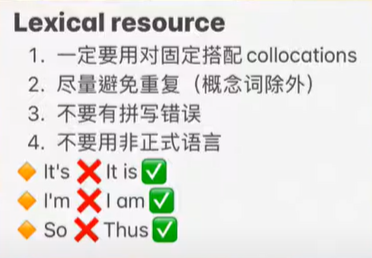 Lexical resource
1. 一定要用对固定搭配 collocations
2. 尽量避免重复（概念词除外）
3. 不要有拼写错误
4. 不要用非正式语言
🔸 It's ❌ It is ✅
🔸 I'm ❌ I am ✅
🔸 So ❌ Thus ✅